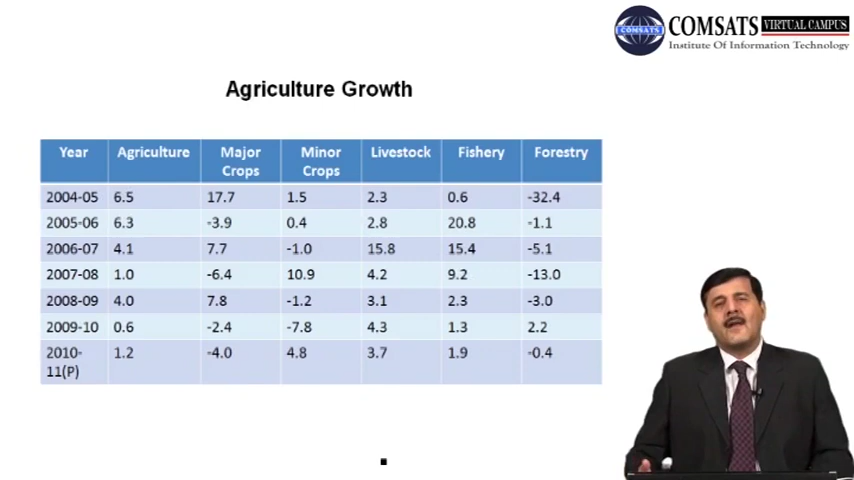 COMSATS
COMSATS VIRTUAL CAMPUS
Institute Of Information Technology
Agriculture Growth
Year Agriculture Major Crops Minor Crops Livestock Fishery Forestry
2004-05 6.5 17.7 1.5 2.3 0.6 -32.4
2005-06 6.3 -3.9 0.4 2.8 20.8 -1.1
2006-07 4.1 7.7 -1.0 15.8 15.4 -5.1
2007-08 1.0 -6.4 10.9 4.2 9.2 -13.0
2008-09 4.0 7.8 -1.2 3.1 2.3 -3.0
2009-10 0.6 -2.4 -7.8 4.3 1.3 2.2
2010-11(P) 1.2 -4.0 4.8 3.7 1.9 -0.4